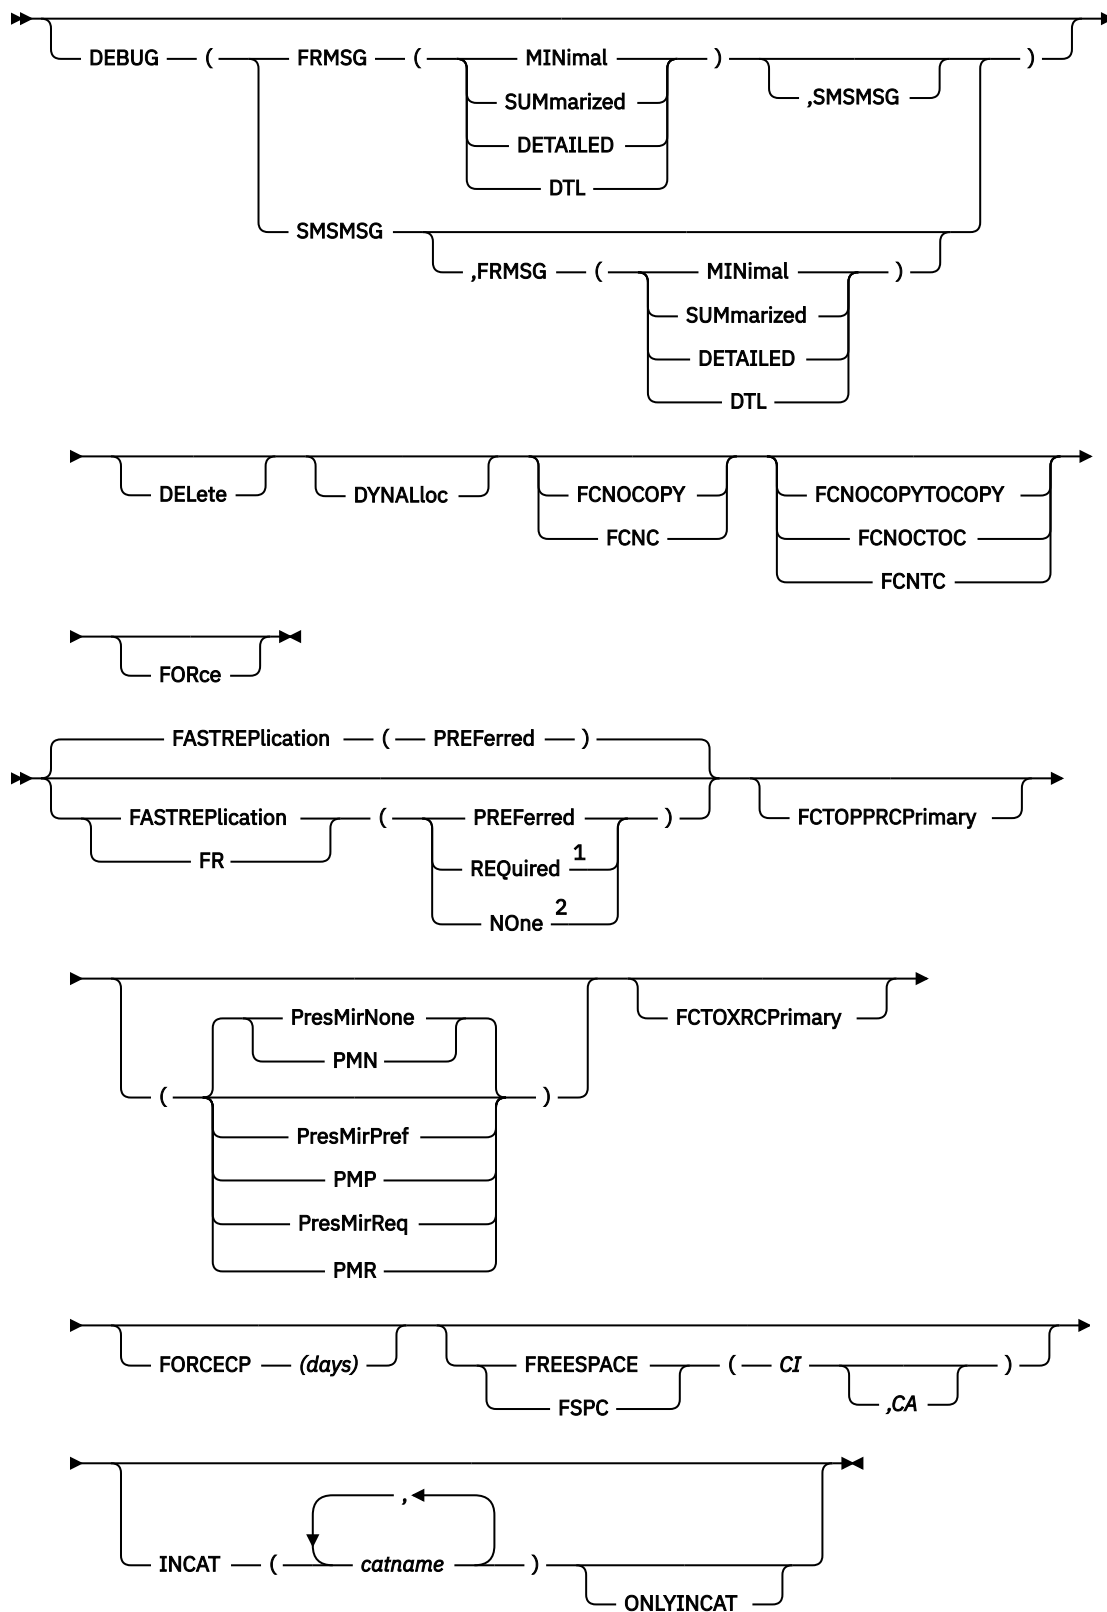 DEBUG ( FRMSG ( MINimal )
,SMSMSG )
SUMmarized
DETAILED
DTL
SMSMSG
,FRMSG ( MINimal )
SUMmarized
DETAILED
DTL
DELete DYNALloc FCNOCOPY FCNOCOPYTOCOPY
FCNC FCNOCTOC
FCNTC
FORce
FASTREPlication ( PREFerred )
FASTREPlication ( PREFerred ) FCTOPPRCPrimary
FR REQuired 1
NOne 2
PresMirNone FCTOXRCPrimary
PMN
( )
PresMirPref
PMP
PresMirReq
PMR
FORCECP (days) FREESPACE ( CI )
FSPC ,CA
,
INCAT ( catname )
ONLYINCAT